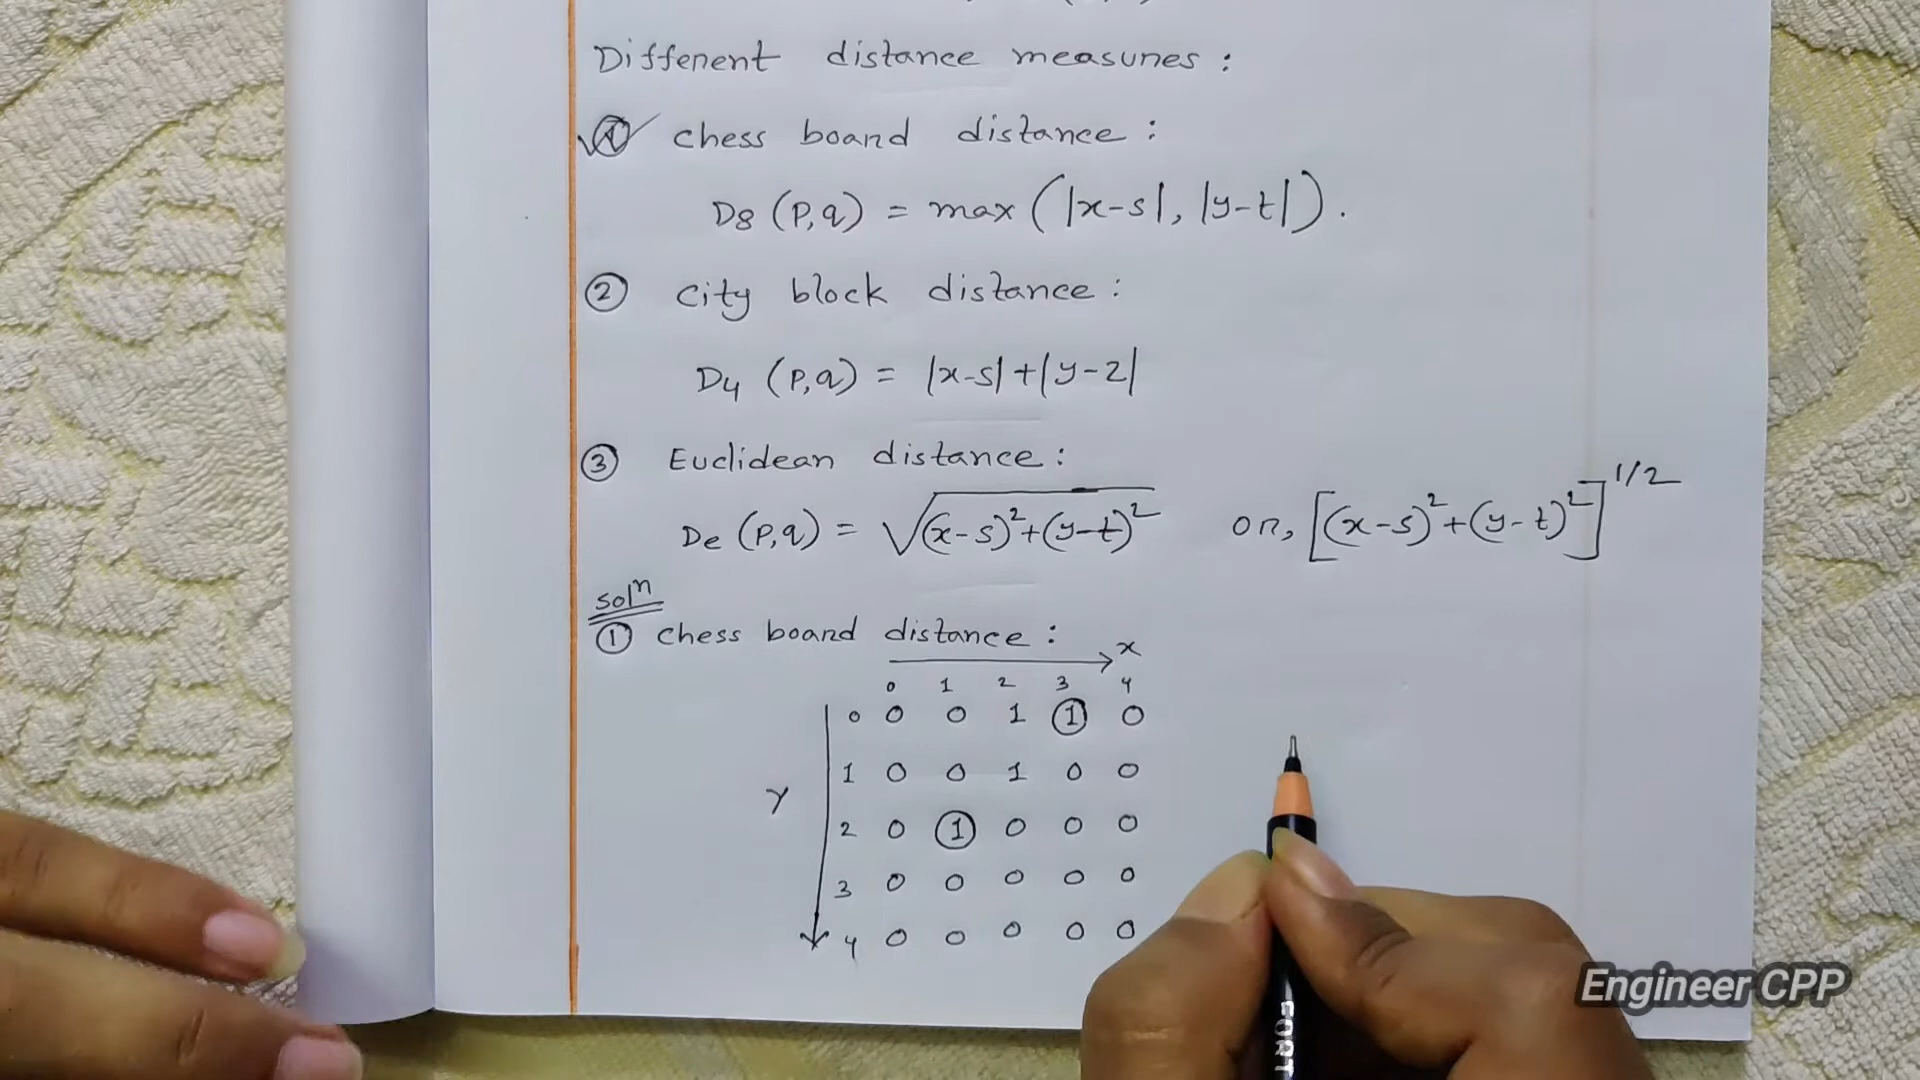 Different distance measures :
① chess board distance :
D8 (P,q) = max (|x-s|, |y-t|).
② City block distance :
D4 (P,q) = |x-s|+|y-2|
③ Euclidean distance :
De (P,q) = √(x-s)²+(y-t)² or, [(x-s)²+(y-t)²]^1/2
Solⁿ
① chess board distance :
x
0 1 2 3 4
0 0 0 1 ① 0
1 0 0 1 0 0
Y
2 0 ① 0 0 0
3 0 0 0 0 0
4 0 0 0 0 0
Engineer CPP
FORT